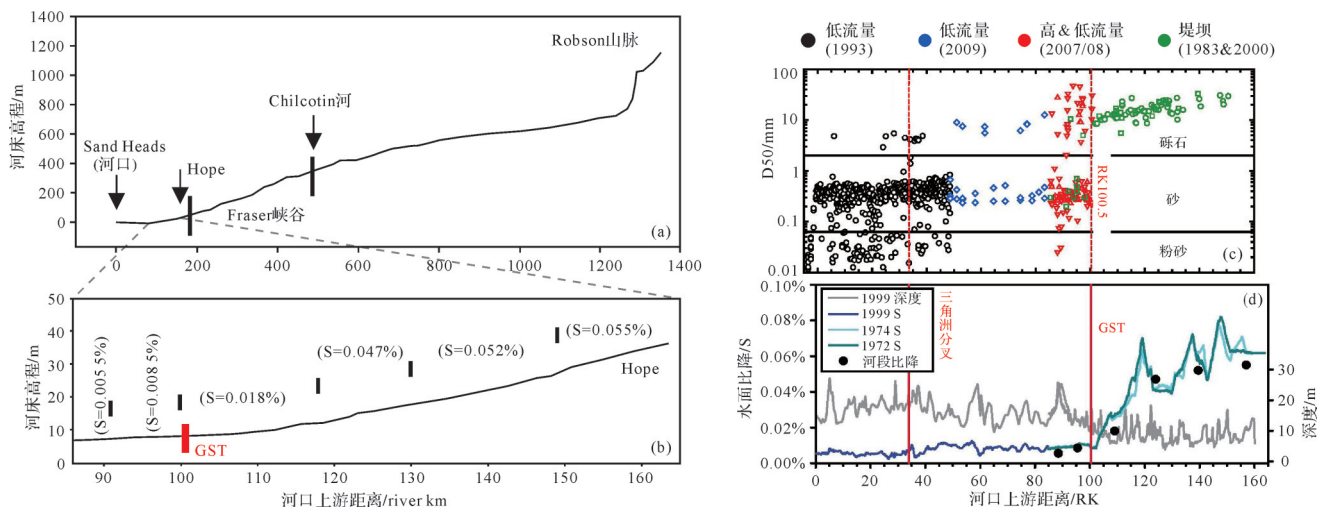 1400
1200
1000
800
600
400
200
0
河床高程/m
Robson山脉
Chilcotin河
Sand Heads
(河口)
Hope
Fraser峡谷
(a)
0
200
400
600
800
1000
1200
1400
50
40
30
20
10
0
河床高程/m
(S=0.005 5%)
(S=0.008 5%)
(S=0.018%)
(S=0.047%)
(S=0.052%)
(S=0.055%)
Hope
GST
(b)
90
100
110
120
130
140
150
160
河口上游距离/river km
低流量
(1993)
低流量
(2009)
高&低流量
(2007/08)
堤坝
(1983&2000)
100
10
1
0.1
0.01
D50/mm
砾石
RK100.5
砂
粉砂
(c)
0.10%
0.08%
0.06%
0.04%
0.02%
0.00%
水面比降/S
1999 深度
1999 S
1974 S
1972 S
河段比降
三角洲分叉
GST
(d)
30
20
10
0
深度/m
0
10
20
30
40
50
60
70
80
90
100
110
120
130
140
150
160
河口上游距离/RK